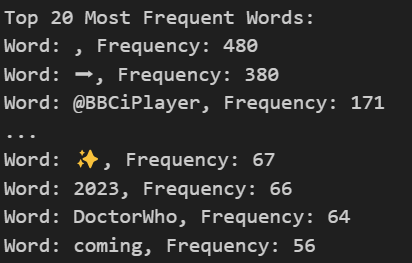 Top 20 Most Frequent Words:
Word: , Frequency: 480
Word: ➡, Frequency: 380
Word: @BBCiPlayer, Frequency: 171
...
Word: ✨, Frequency: 67
Word: 2023, Frequency: 66
Word: DoctorWho, Frequency: 64
Word: coming, Frequency: 56